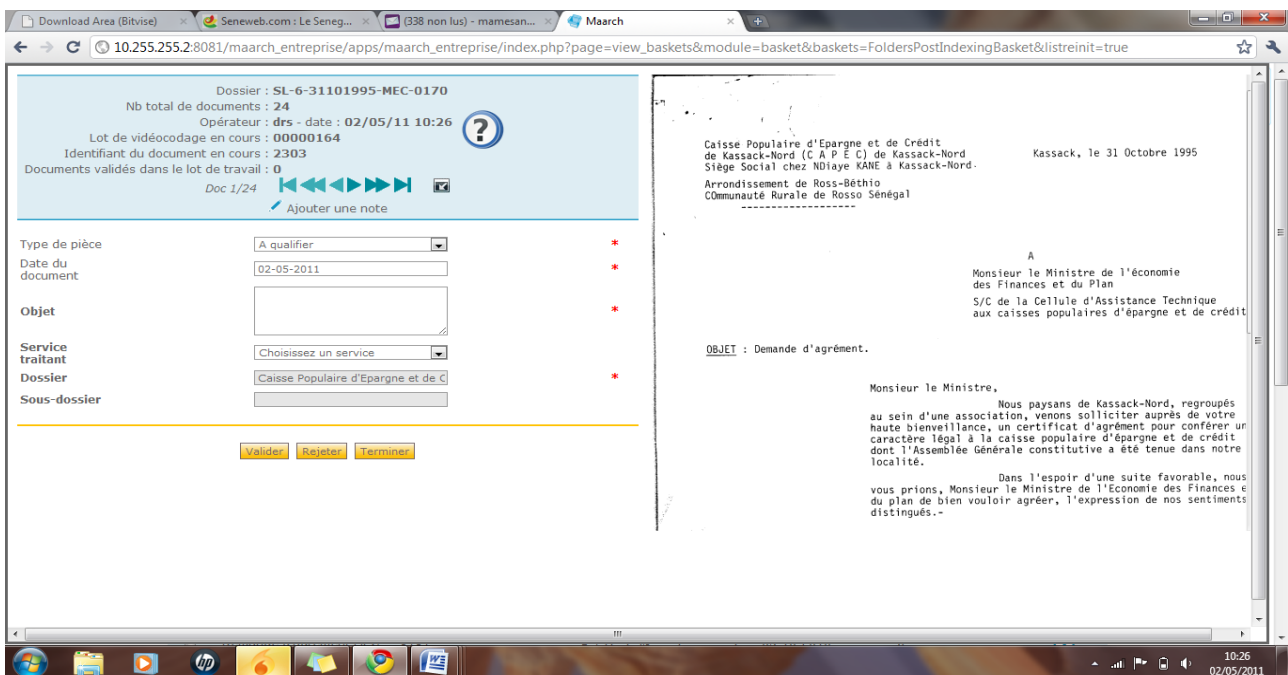 Download Area (Bitvise)
Seneweb.com : Le Seneg...
(338 non lus) - mamesan...
Maarch
10.255.255.2:8081/maarch_entreprise/apps/maarch_entreprise/index.php?page=view_baskets&module=basket&baskets=FoldersPostIndexingBasket&listreinit=true
Dossier : SL-6-31101995-MEC-0170
Nb total de documents : 24
Opérateur : drs - date : 02/05/11 10:26
Lot de vidéocodage en cours : 00000164
Identifiant du document en cours : 2303
Documents validés dans le lot de travail : 0
Doc 1/24
Ajouter une note
?
Type de pièce
A qualifier
*
Date du
document
02-05-2011
*
Objet
*
Service
traitant
Choisissez un service
Dossier
Caisse Populaire d'Epargne et de C
*
Sous-dossier
Valider Rejeter Terminer
Caisse Populaire d'Epargne et de Crédit
de Kassack-Nord (C A P E C) de Kassack-Nord
Kassack, le 31 Octobre 1995
Siège Social chez NDiaye KANE à Kassack-Nord.
Arrondissement de Ross-Béthio
COmmunauté Rurale de Rosso Sénégal
-------------------
A
Monsieur le Ministre de l'économie
des Finances et du Plan
S/C de la Cellule d'Assistance Technique
aux caisses populaires d'épargne et de crédit
OBJET : Demande d'agrément.
Monsieur le Ministre,
Nous paysans de Kassack-Nord, regroupés
au sein d'une association, venons solliciter auprès de votre
haute bienveillance, un certificat d'agrément pour conférer un
caractère légal à la caisse populaire d'épargne et de crédit
dont l'Assemblée Générale constitutive a été tenue dans notre
localité.
Dans l'espoir d'une suite favorable, nous
vous prions, Monsieur le Ministre de l'Economie des Finances e
du plan de bien vouloir agréer, l'expression de nos sentiments
distingués.-
hp
W
10:26
02/05/2011